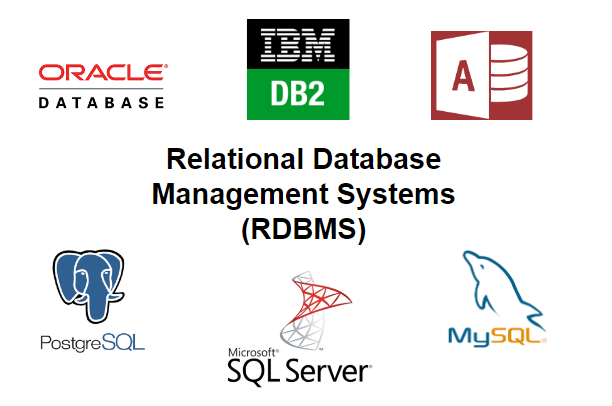 ORACLE®
DATABASE
IBM
DB2
A
Relational Database
Management Systems
(RDBMS)
PostgreSQL
Microsoft®
SQL Server®
MySQL